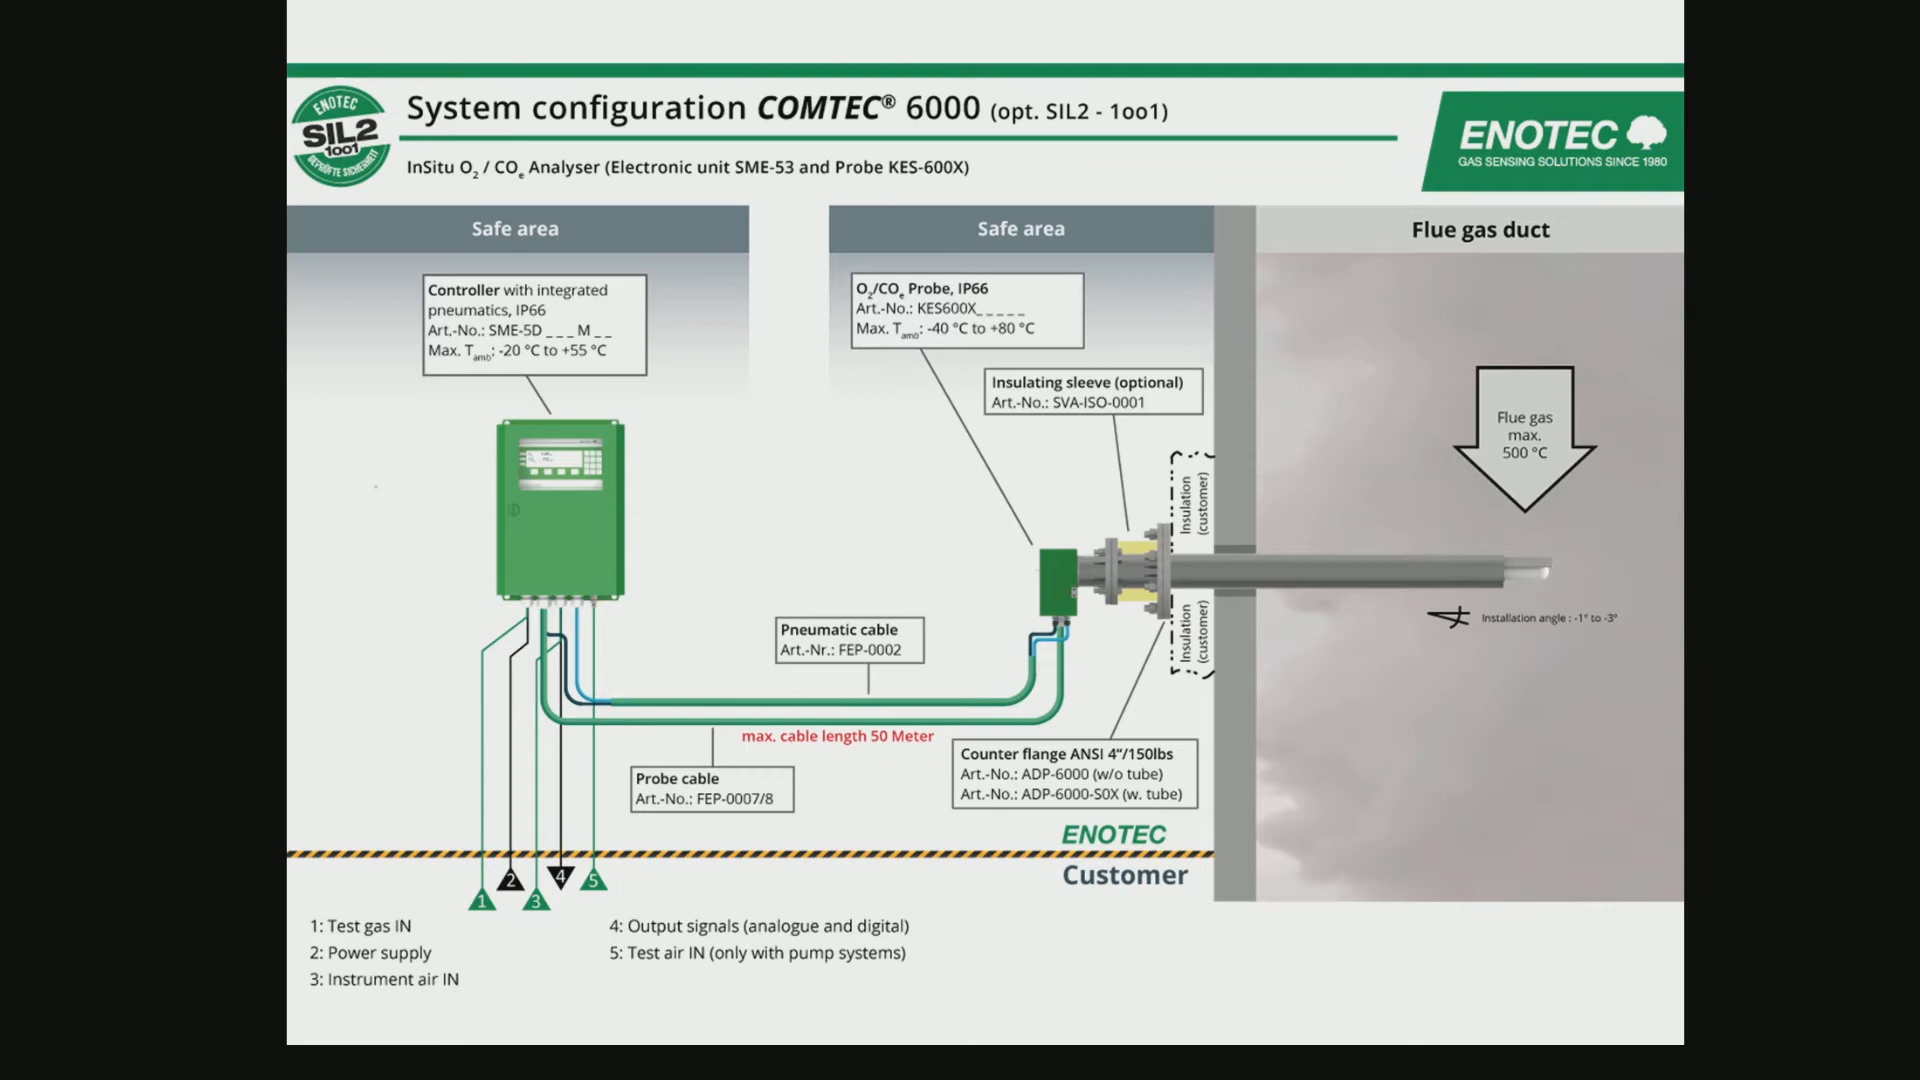 ENOTEC
SIL2
1oo1
GEPRÜFTE SICHERHEIT
System configuration COMTEC® 6000 (opt. SIL2 - 1oo1)
InSitu O2 / COe Analyser (Electronic unit SME-53 and Probe KES-600X)
ENOTEC
GAS SENSING SOLUTIONS SINCE 1980
Safe area
Safe area
Flue gas duct
Controller with integrated
pneumatics, IP66
Art.-No.: SME-5D _ _ _ M _ _
Max. Tamb: -20 °C to +55 °C
O2/COe Probe, IP66
Art.-No.: KES600X_ _ _ _ _
Max. Tamb: -40 °C to +80 °C
Insulating sleeve (optional)
Art.-No.: SVA-ISO-0001
Flue gas
max.
500 °C
Insulation
(customer)
Insulation
(customer)
Installation angle : -1° to -3°
Pneumatic cable
Art.-Nr.: FEP-0002
max. cable length 50 Meter
Probe cable
Art.-No.: FEP-0007/8
Counter flange ANSI 4“/150lbs
Art.-No.: ADP-6000 (w/o tube)
Art.-No.: ADP-6000-S0X (w. tube)
ENOTEC
Customer
1
2
3
4
5
1: Test gas IN
2: Power supply
3: Instrument air IN
4: Output signals (analogue and digital)
5: Test air IN (only with pump systems)